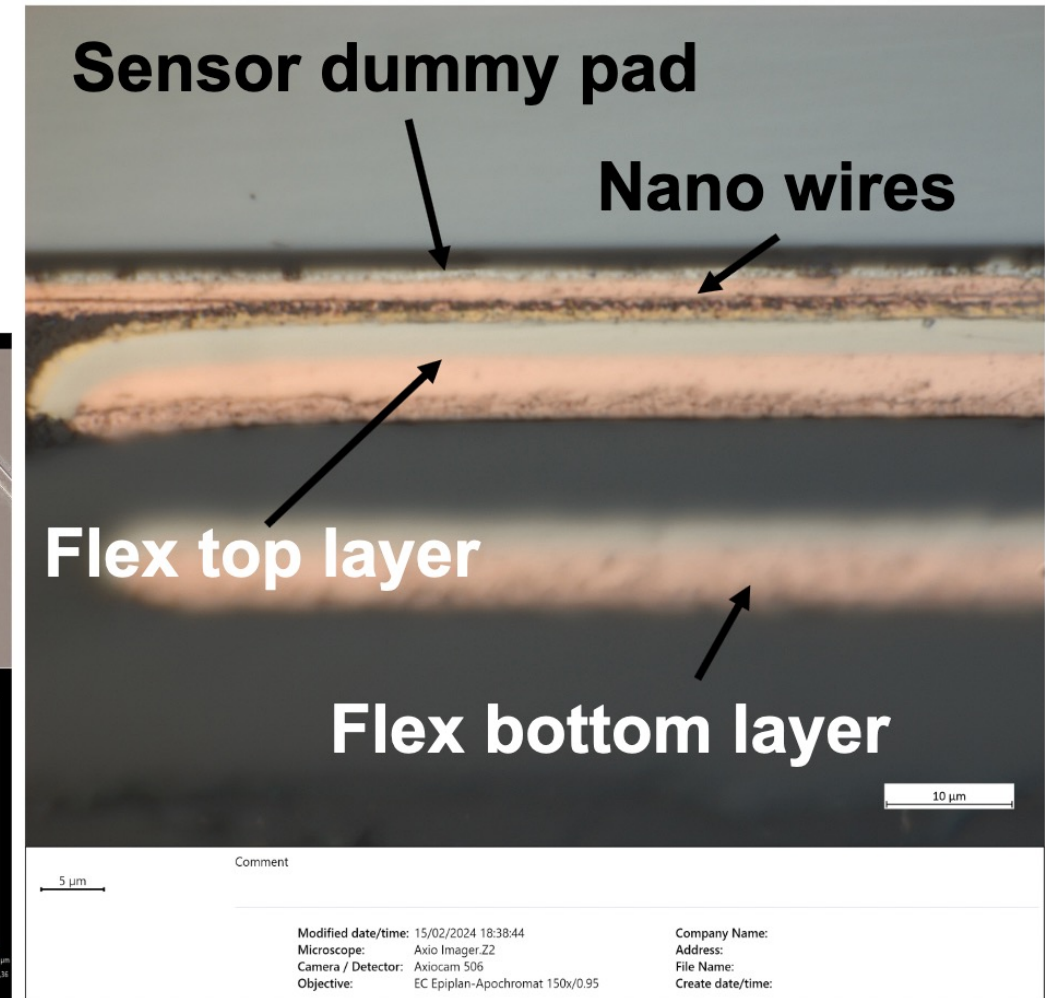 Sensor dummy pad
Nano wires
Flex top layer
Flex bottom layer
10 µm
5 µm
Comment
Modified date/time: 15/02/2024 18:38:44
Microscope: Axio Imager.Z2
Camera / Detector: Axiocam 506
Objective: EC Epiplan-Apochromat 150x/0.95
Company Name:
Address:
File Name:
Create date/time:
µm